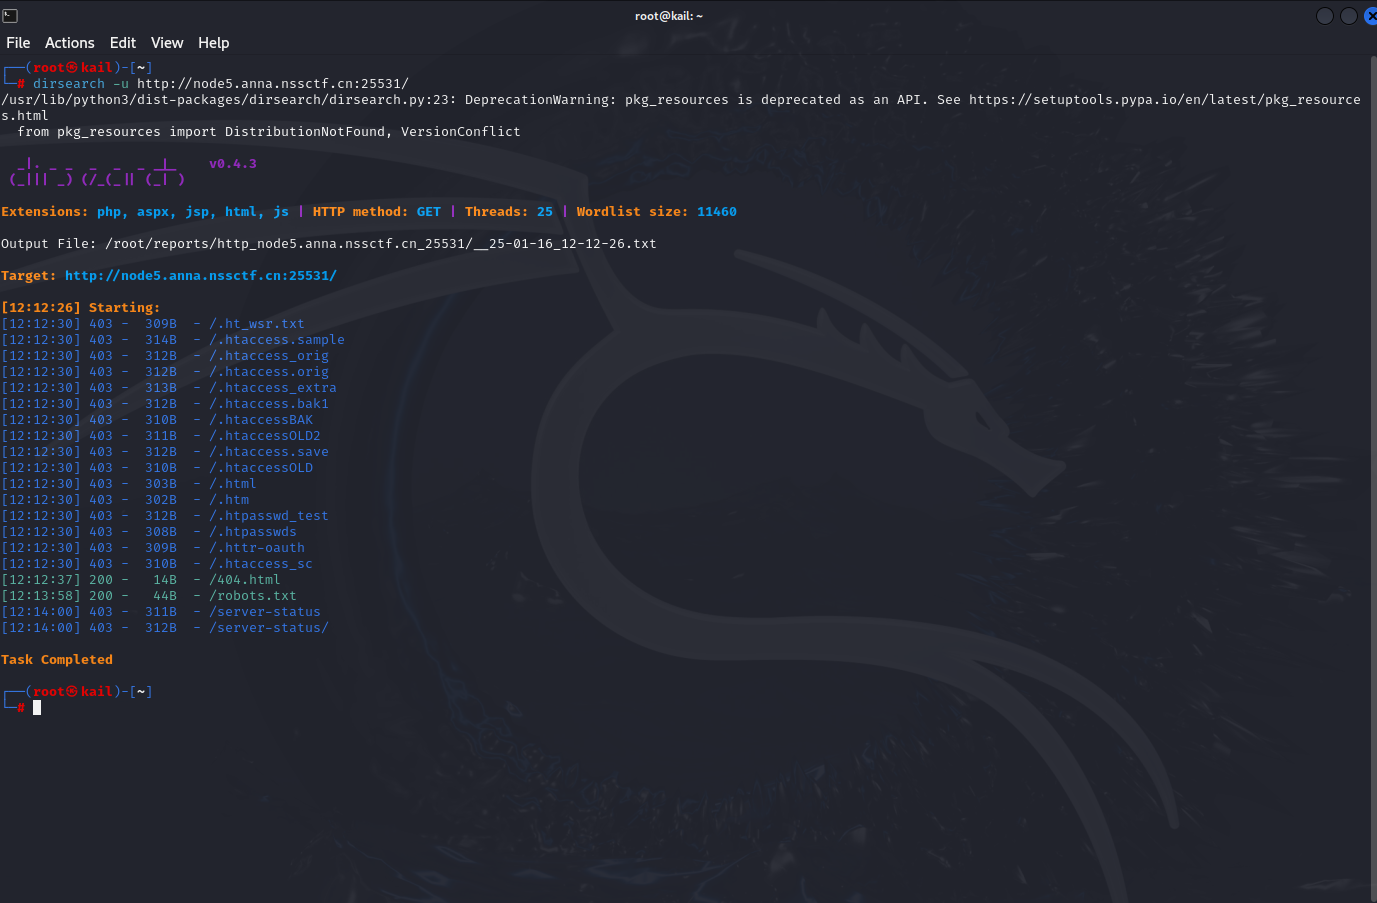 root@kail: ~
File Actions Edit View Help
┌──(root㉿kail)-[~]
└─# dirsearch -u http://node5.anna.nssctf.cn:25531/
/usr/lib/python3/dist-packages/dirsearch/dirsearch.py:23: DeprecationWarning: pkg_resources is deprecated as an API. See https://setuptools.pypa.io/en/latest/pkg_resource
s.html
  from pkg_resources import DistributionNotFound, VersionConflict
  _|. _ _  _  _  _ _|_    v0.4.3
 (_||| _) (/_(_|| (_| )
Extensions: php, aspx, jsp, html, js | HTTP method: GET | Threads: 25 | Wordlist size: 11460
Output File: /root/reports/http_node5.anna.nssctf.cn_25531/__25-01-16_12-12-26.txt
Target: http://node5.anna.nssctf.cn:25531/
[12:12:26] Starting:
[12:12:30] 403 -  309B  - /.ht_wsr.txt
[12:12:30] 403 -  314B  - /.htaccess.sample
[12:12:30] 403 -  312B  - /.htaccess_orig
[12:12:30] 403 -  312B  - /.htaccess.orig
[12:12:30] 403 -  313B  - /.htaccess_extra
[12:12:30] 403 -  312B  - /.htaccess.bak1
[12:12:30] 403 -  310B  - /.htaccessBAK
[12:12:30] 403 -  311B  - /.htaccessOLD2
[12:12:30] 403 -  312B  - /.htaccess.save
[12:12:30] 403 -  310B  - /.htaccessOLD
[12:12:30] 403 -  303B  - /.html
[12:12:30] 403 -  302B  - /.htm
[12:12:30] 403 -  312B  - /.htpasswd_test
[12:12:30] 403 -  308B  - /.htpasswds
[12:12:30] 403 -  309B  - /.httr-oauth
[12:12:30] 403 -  310B  - /.htaccess_sc
[12:12:37] 200 -   14B  - /404.html
[12:13:58] 200 -   44B  - /robots.txt
[12:14:00] 403 -  311B  - /server-status
[12:14:00] 403 -  312B  - /server-status/
Task Completed
┌──(root㉿kail)-[~]
└─#